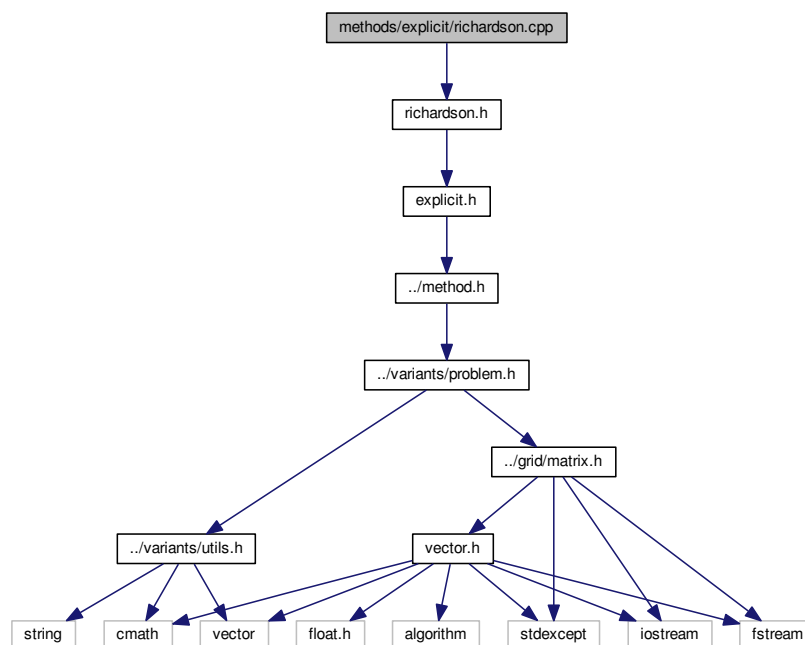 methods/explicit/richardson.cpp
richardson.h
explicit.h
../method.h
../variants/problem.h
../grid/matrix.h
../variants/utils.h
vector.h
string
cmath
vector
float.h
algorithm
stdexcept
iostream
fstream